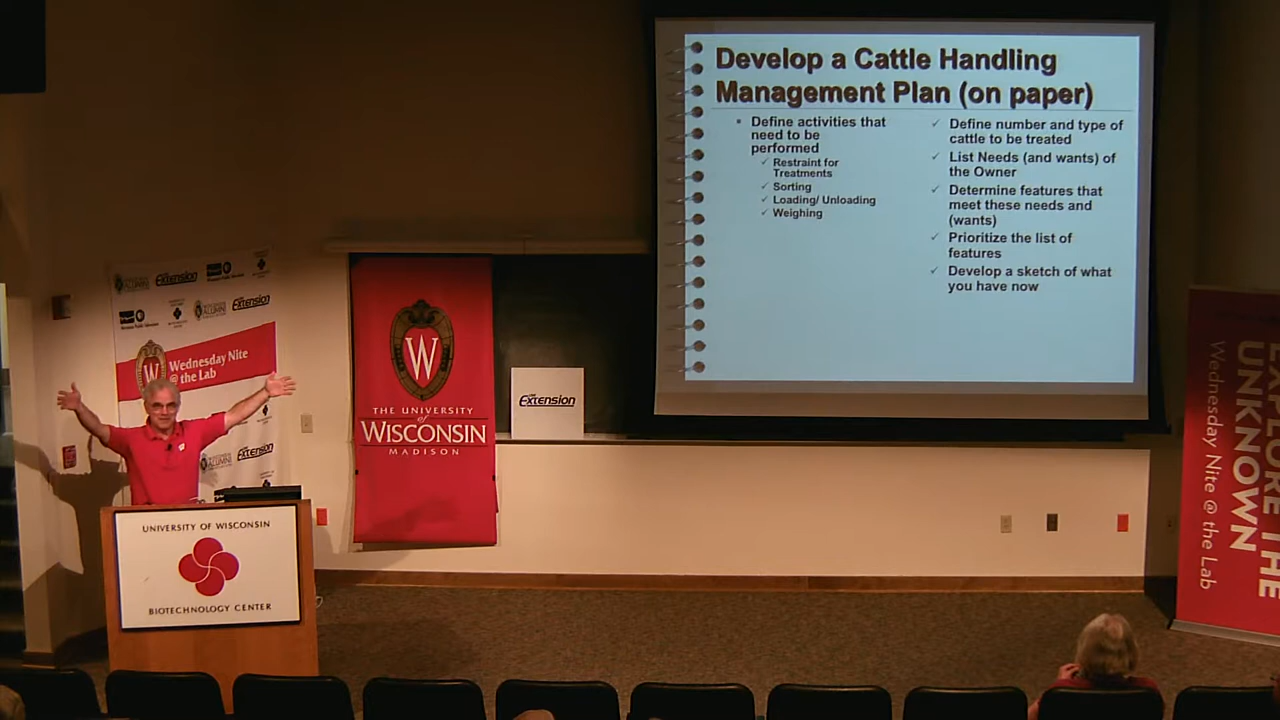 Develop a Cattle Handling
Management Plan (on paper)
Define activities that
need to be
performed
Restraint for
Treatments
Sorting
Loading/ Unloading
Weighing
Define number and type of
cattle to be treated
List Needs (and wants) of
the Owner
Determine features that
meet these needs and
(wants)
Prioritize the list of
features
Develop a sketch of what
you have now
Extension
Extension
Wednesday Nite
@ the Lab
W
ALUMNI
Extension
W
THE UNIVERSITY
of
WISCONSIN
MADISON
Extension
UNIVERSITY OF WISCONSIN
BIOTECHNOLOGY CENTER
EXPLORE THE
UNKNOWN
Wednesday Nite @ the Lab